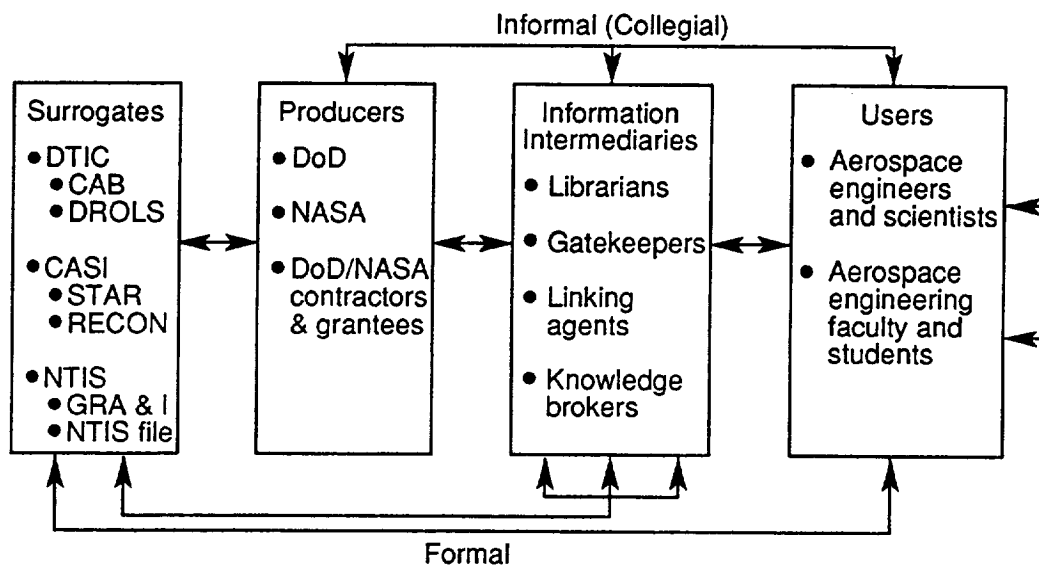 Informal (Collegial)
Surrogates
● DTIC
● CAB
● DROLS
● CASI
● STAR
● RECON
● NTIS
● GRA & I
● NTIS file
Producers
● DoD
● NASA
● DoD/NASA
contractors
& grantees
Information
Intermediaries
● Librarians
● Gatekeepers
● Linking
agents
● Knowledge
brokers
Users
● Aerospace
engineers
and scientists
● Aerospace
engineering
faculty and
students
Formal